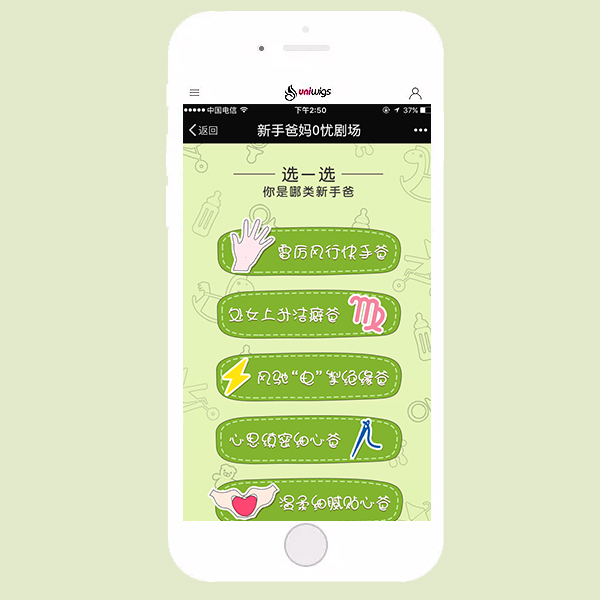 uniwigs
中国电信 下午2:50 37%
返回 新手爸妈0忧剧场
选一选
你是哪类新手爸
雷厉风行快手爸
处女上升洁癖爸
风驰“电”掣绝缘爸
心思缜密细心爸
温柔细腻贴心爸